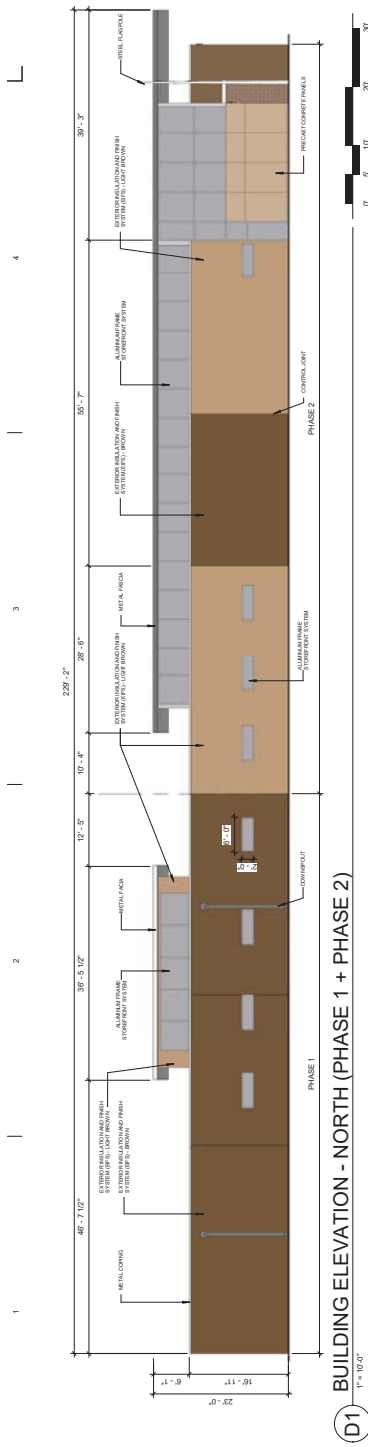 1
2
3
4
229' - 2"
46' - 7 1/2"
36' - 5 1/2"
12' - 5"
10' - 4"
28' - 6"
55' - 7"
39' - 3"
METAL COPING
EXTERIOR INSULATION AND FINISH
SYSTEM (EIFS) - LIGHT BROWN
EXTERIOR INSULATION AND FINISH
SYSTEM (EIFS) - BROWN
ALUMINUM FRAME
STOREFRONT SYSTEM
METAL FACIA
EXTERIOR INSULATION AND FINISH
SYSTEM (EIFS) - LIGHT BROWN
METAL FASCIA
EXTERIOR INSULATION AND FINISH
SYSTEM (EIFS) - BROWN
ALUMINUM FRAME
STOREFRONT SYSTEM
EXTERIOR INSULATION AND FINISH
SYSTEM (EIFS) - LIGHT BROWN
STEEL FLAGPOLE
6' - 1"
16' - 11"
23' - 0"
6' - 0"
2' - 0"
DOWNSPOUT
ALUMINUM FRAME
STOREFRONT SYSTEM
CONTROL JOINT
PRECAST CONRETE PANELS
PHASE 1
PHASE 2
D1
BUILDING ELEVATION - NORTH (PHASE 1 + PHASE 2)
1" = 10'-0"
0'
5'
10'
20'
30'